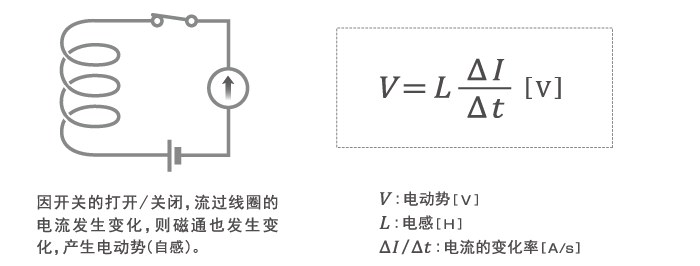 V=L ΔI/Δt [V]
因开关的打开/关闭,流过线圈的
电流发生变化,则磁通也发生变
化,产生电动势(自感)。
V:电动势[V]
L:电感[H]
ΔI/Δt:电流的变化率[A/s]